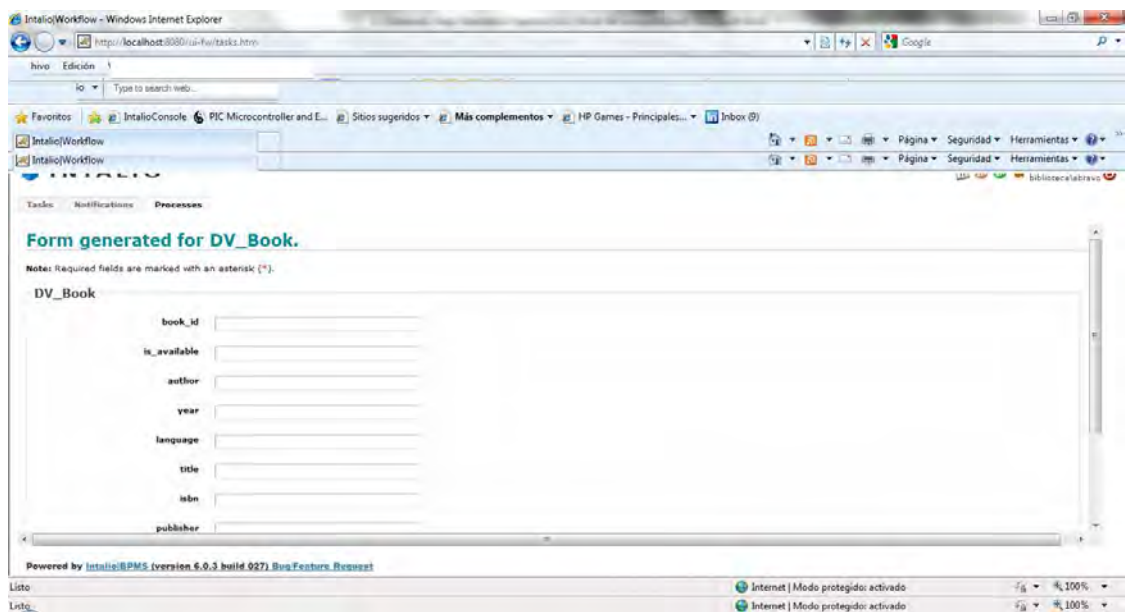 Intalio|Workflow - Windows Internet Explorer
http://localhost:8080/ui-fw/tasks.htm
Google
hivo Edición
io Type to search web...
Favoritos IntalioConsole PIC Microcontroller and E... Sitios sugeridos Más complementos HP Games - Principales... Inbox (9)
Intalio|Workflow Página Seguridad Herramientas
Intalio|Workflow Página Seguridad Herramientas
INTALIO
Tasks Notifications Processes
Form generated for DV_Book.
Note: Required fields are marked with an asterisk (*).
DV_Book
book_id
is_available
author
year
language
title
isbn
publisher
Powered by Intalio|BPMS (version 6.0.3 build 027) Bug/Feature Request
Listo Internet | Modo protegido: activado 100%
Listo Internet | Modo protegido: activado 100%